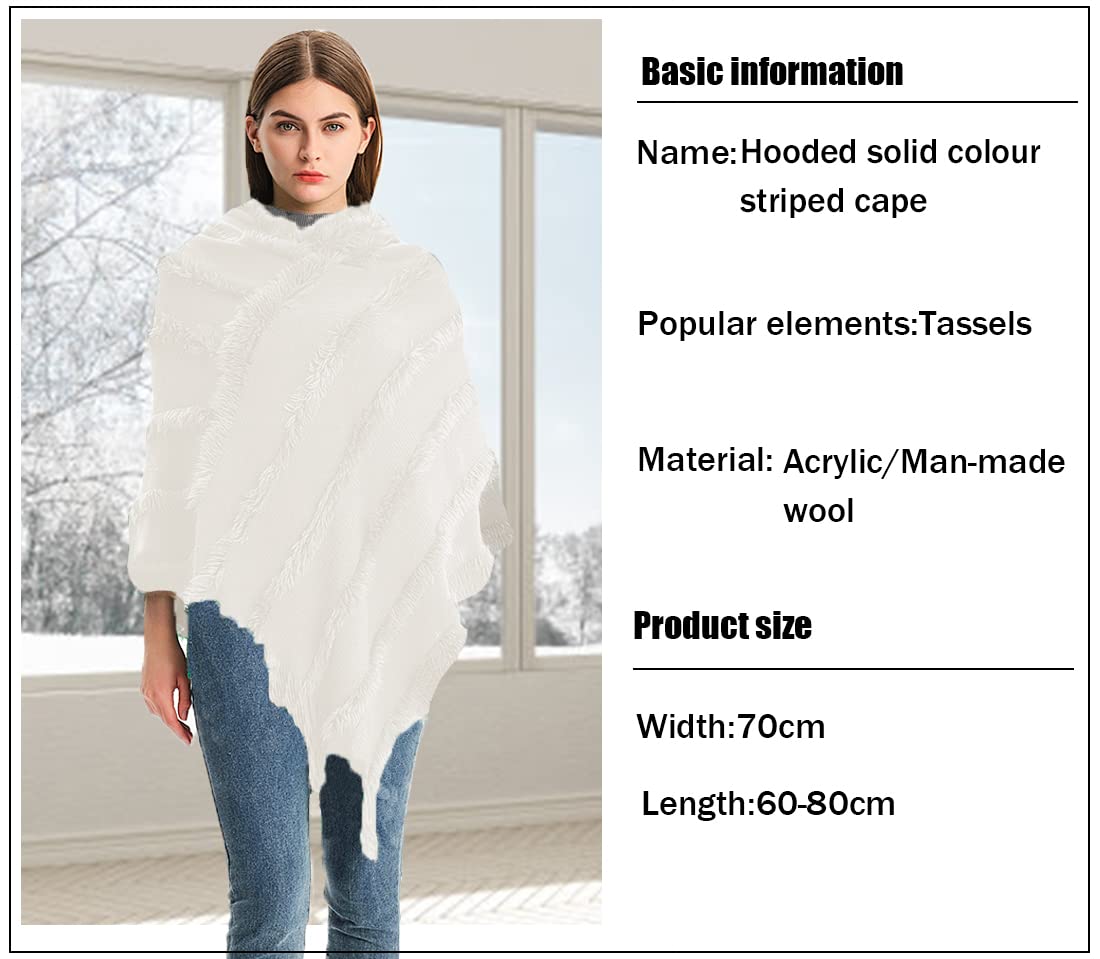 Basic information
Name:Hooded solid colour
striped cape
Popular elements:Tassels
Material: Acrylic/Man-made
wool
Product size
Width:70cm
Length:60-80cm